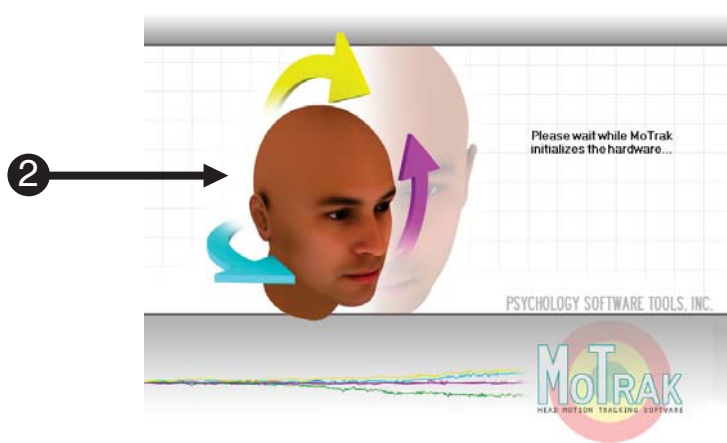 2
Please wait while MoTrak
initializes the hardware...
PSYCHOLOGY SOFTWARE TOOLS, INC.
MOTRAK
HEAD MOTION TRACKING SOFTWARE